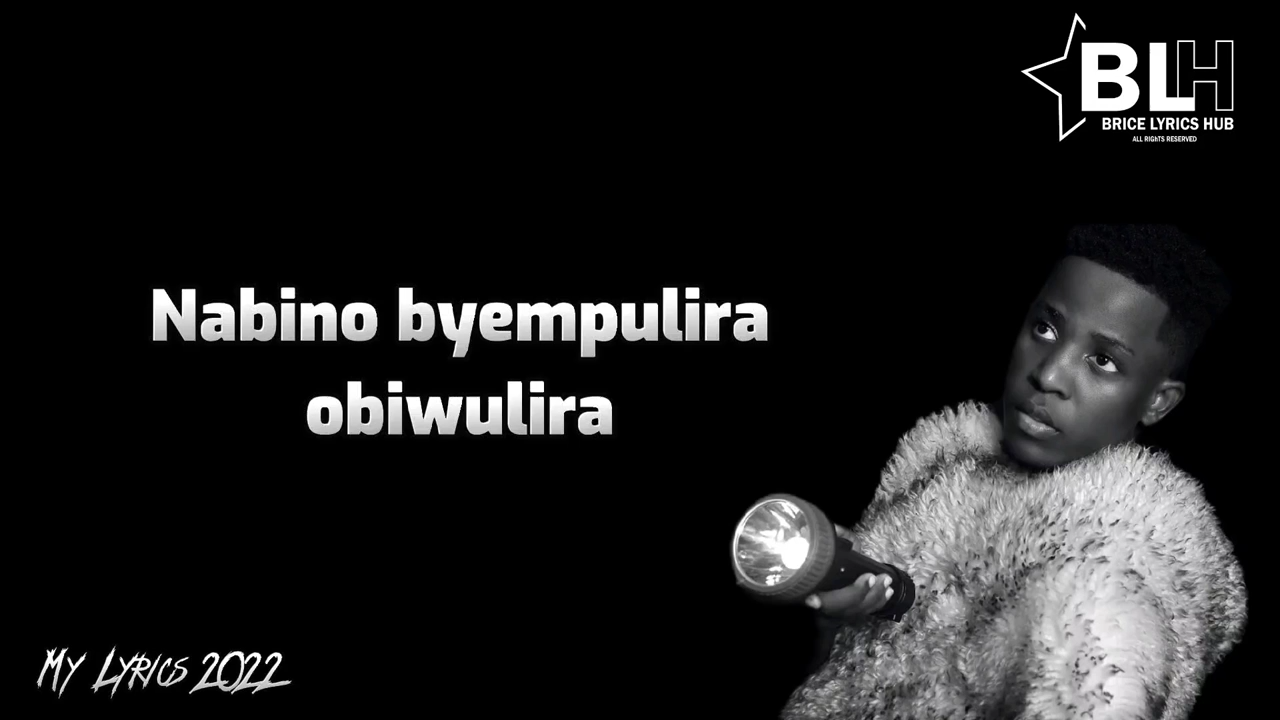 BLH
BRICE LYRICS HUB
ALL RIGHTS RESERVED
Nabino byempulira
obiwulira
My Lyrics 2022